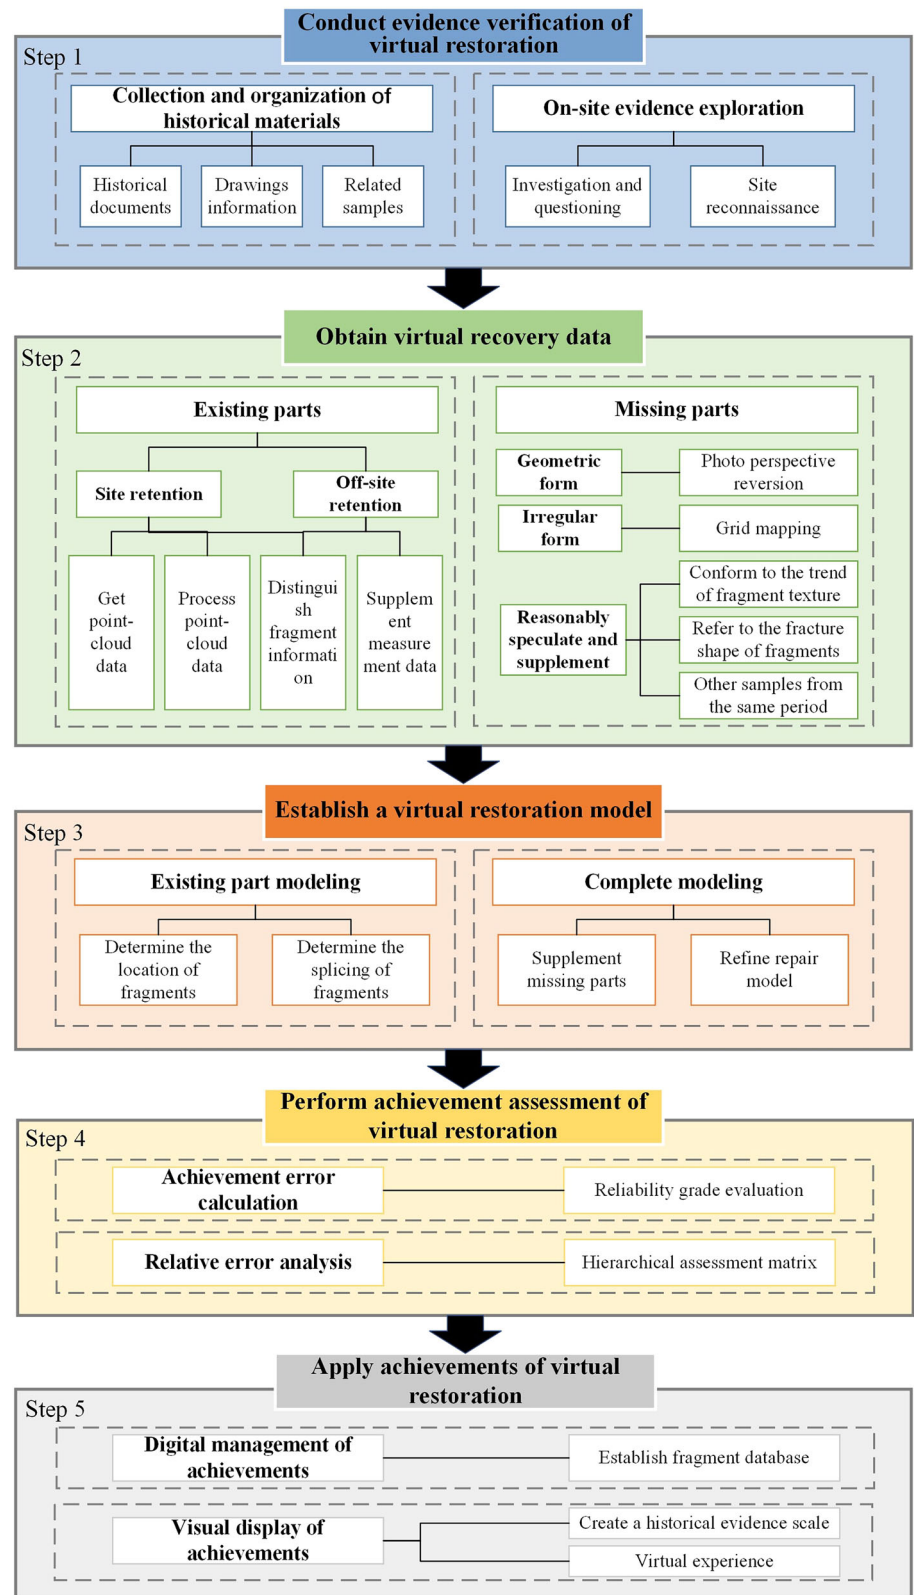 Conduct evidence verification of
virtual restoration
Step 1
Collection and organization of
historical materials
Historical
documents
Drawings
information
Related
samples
On-site evidence exploration
Investigation and
questioning
Site
reconnaissance
Obtain virtual recovery data
Step 2
Existing parts
Site retention
Off-site
retention
Get
point-
cloud
data
Process
point-
cloud
data
Distingui
sh
fragment
informati
on
Supplem
ent
measure
ment data
Missing parts
Geometric
form
Photo perspective
reversion
Irregular
form
Grid mapping
Reasonably
speculate and
supplement
Conform to the trend
of fragment texture
Refer to the fracture
shape of fragments
Other samples from
the same period
Establish a virtual restoration model
Step 3
Existing part modeling
Determine the
location of
fragments
Determine the
splicing of
fragments
Complete modeling
Supplement
missing parts
Refine repair
model
Perform achievement assessment of
virtual restoration
Step 4
Achievement error
calculation
Reliability grade evaluation
Relative error analysis
Hierarchical assessment matrix
Apply achievements of virtual
restoration
Step 5
Digital management of
achievements
Establish fragment database
Visual display of
achievements
Create a historical evidence scale
Virtual experience